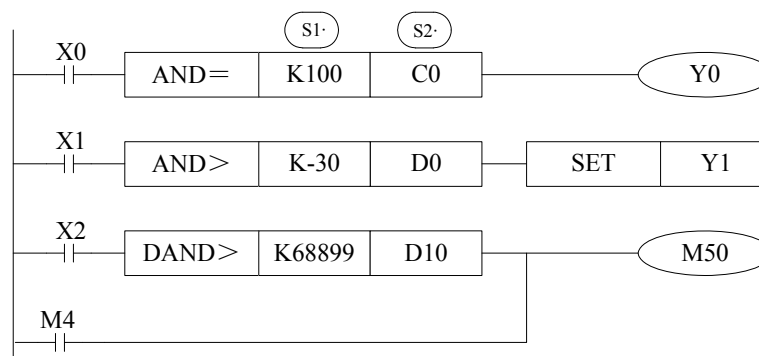 S1· S2·
X0 AND＝ K100 C0 Y0
X1 AND＞ K-30 D0 SET Y1
X2 DAND＞ K68899 D10 M50
M4